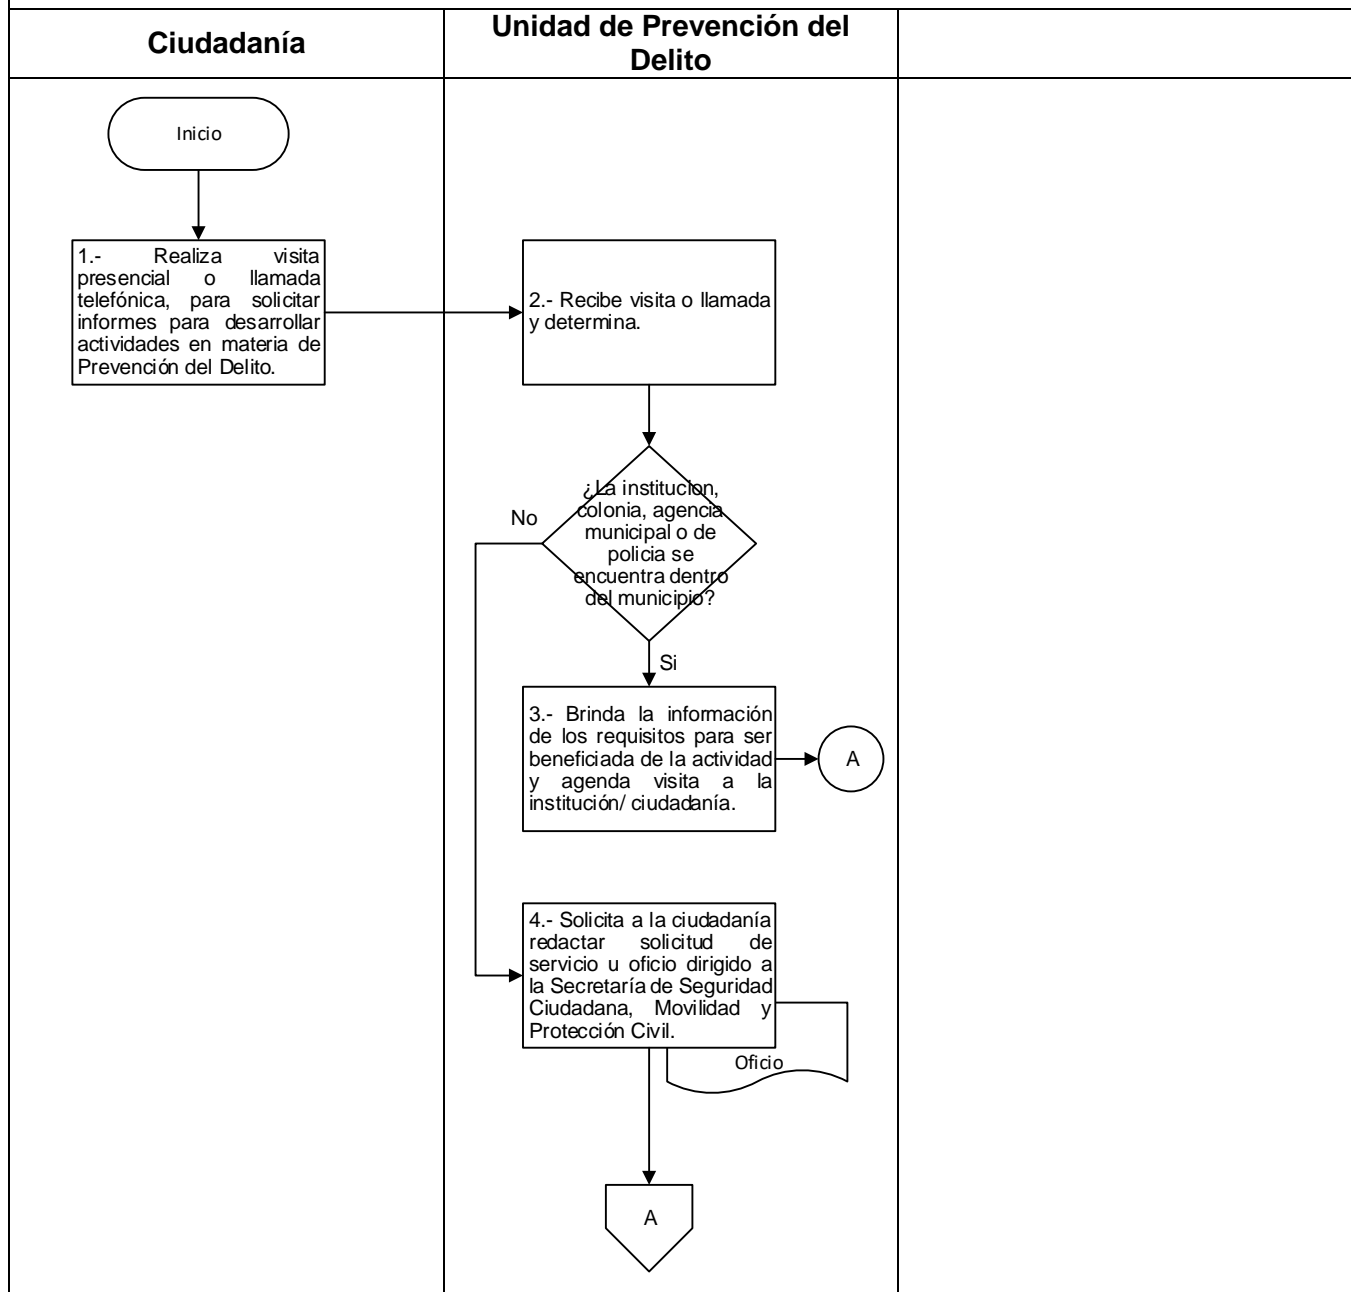 Ciudadanía
Unidad de Prevención del
Delito
Inicio
1.- Realiza visita
presencial o llamada
telefónica, para solicitar
informes para desarrollar
actividades en materia de
Prevención del Delito.
2.- Recibe visita o llamada
y determina.
¿La institucion,
colonia, agencia
municipal o de
policia se
encuentra dentro
del municipio?
No
Si
3.- Brinda la información
de los requisitos para ser
beneficiada de la actividad
y agenda visita a la
institución/ ciudadanía.
A
4.- Solicita a la ciudadanía
redactar solicitud de
servicio u oficio dirigido a
la Secretaría de Seguridad
Ciudadana, Movilidad y
Protección Civil.
Oficio
A